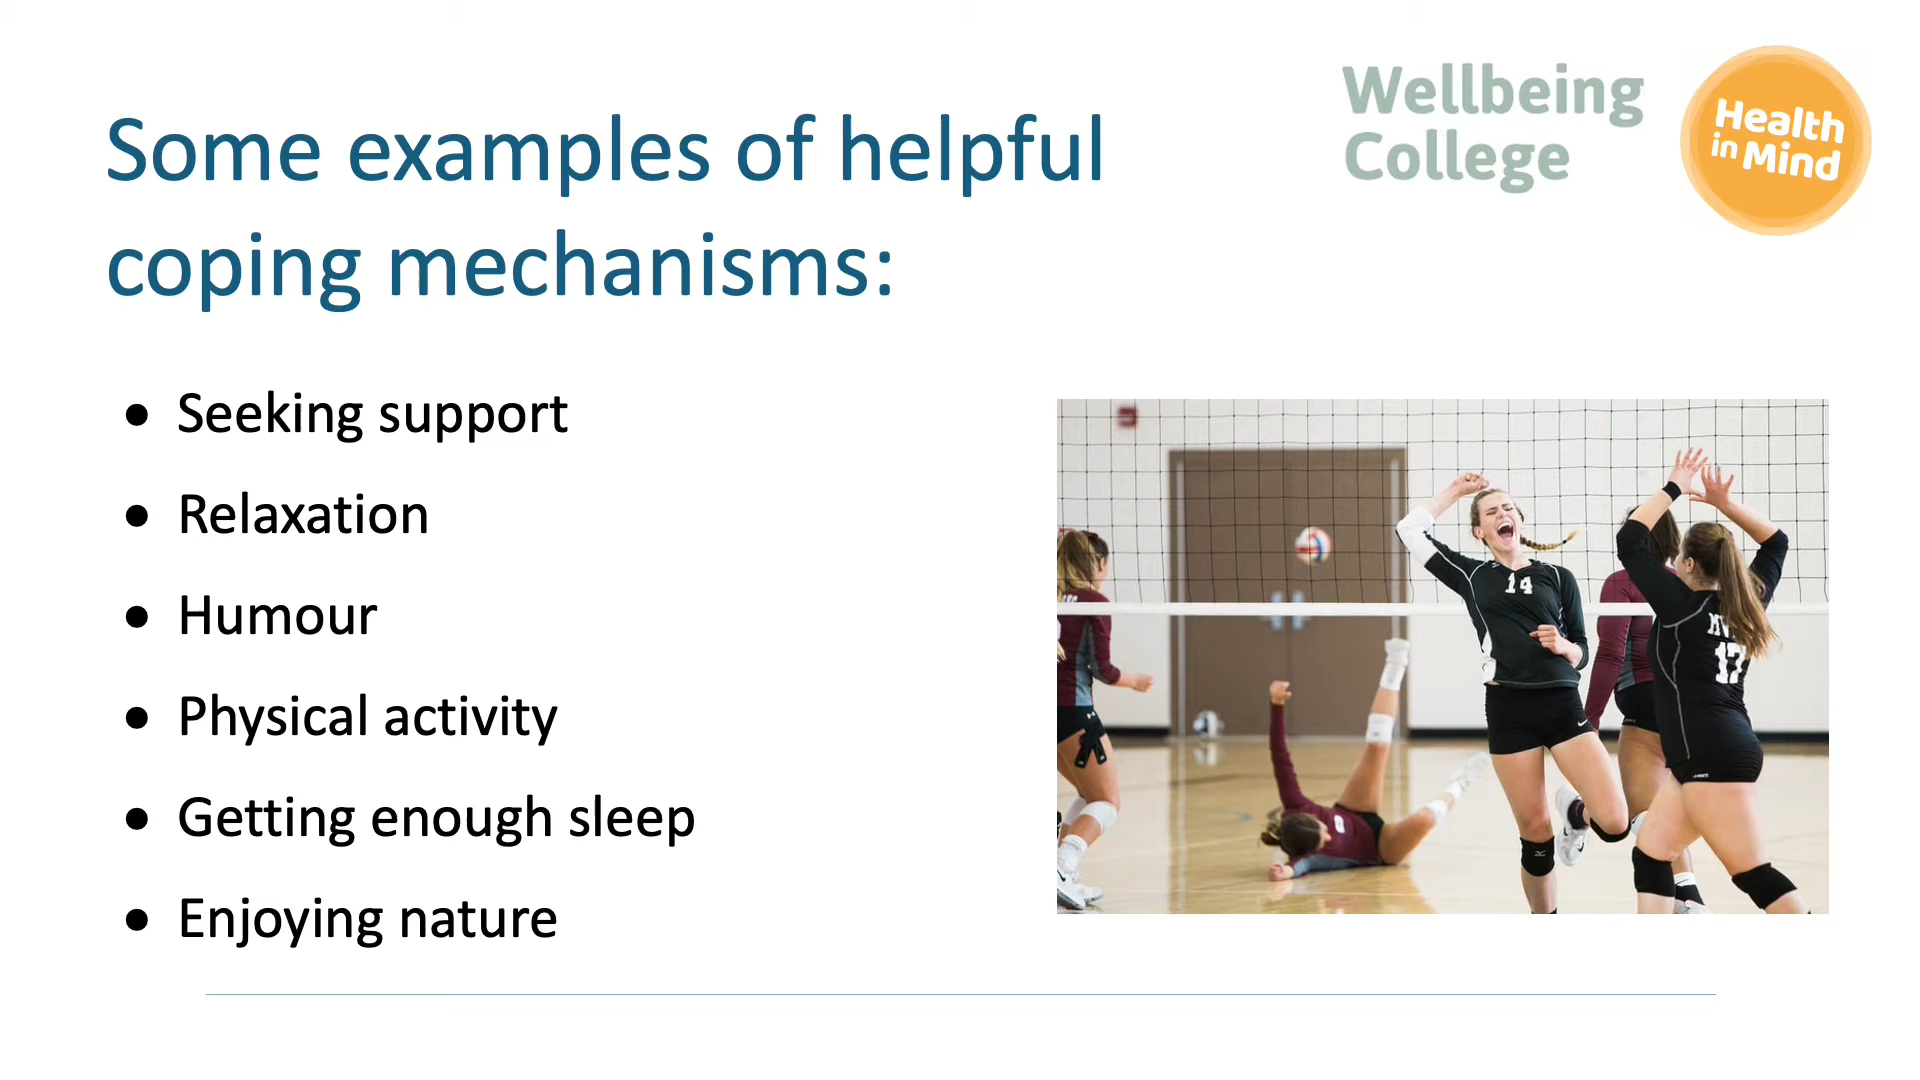 Some examples of helpful
coping mechanisms:
Wellbeing
College
Health
in Mind
• Seeking support
• Relaxation
• Humour
• Physical activity
• Getting enough sleep
• Enjoying nature
14
17